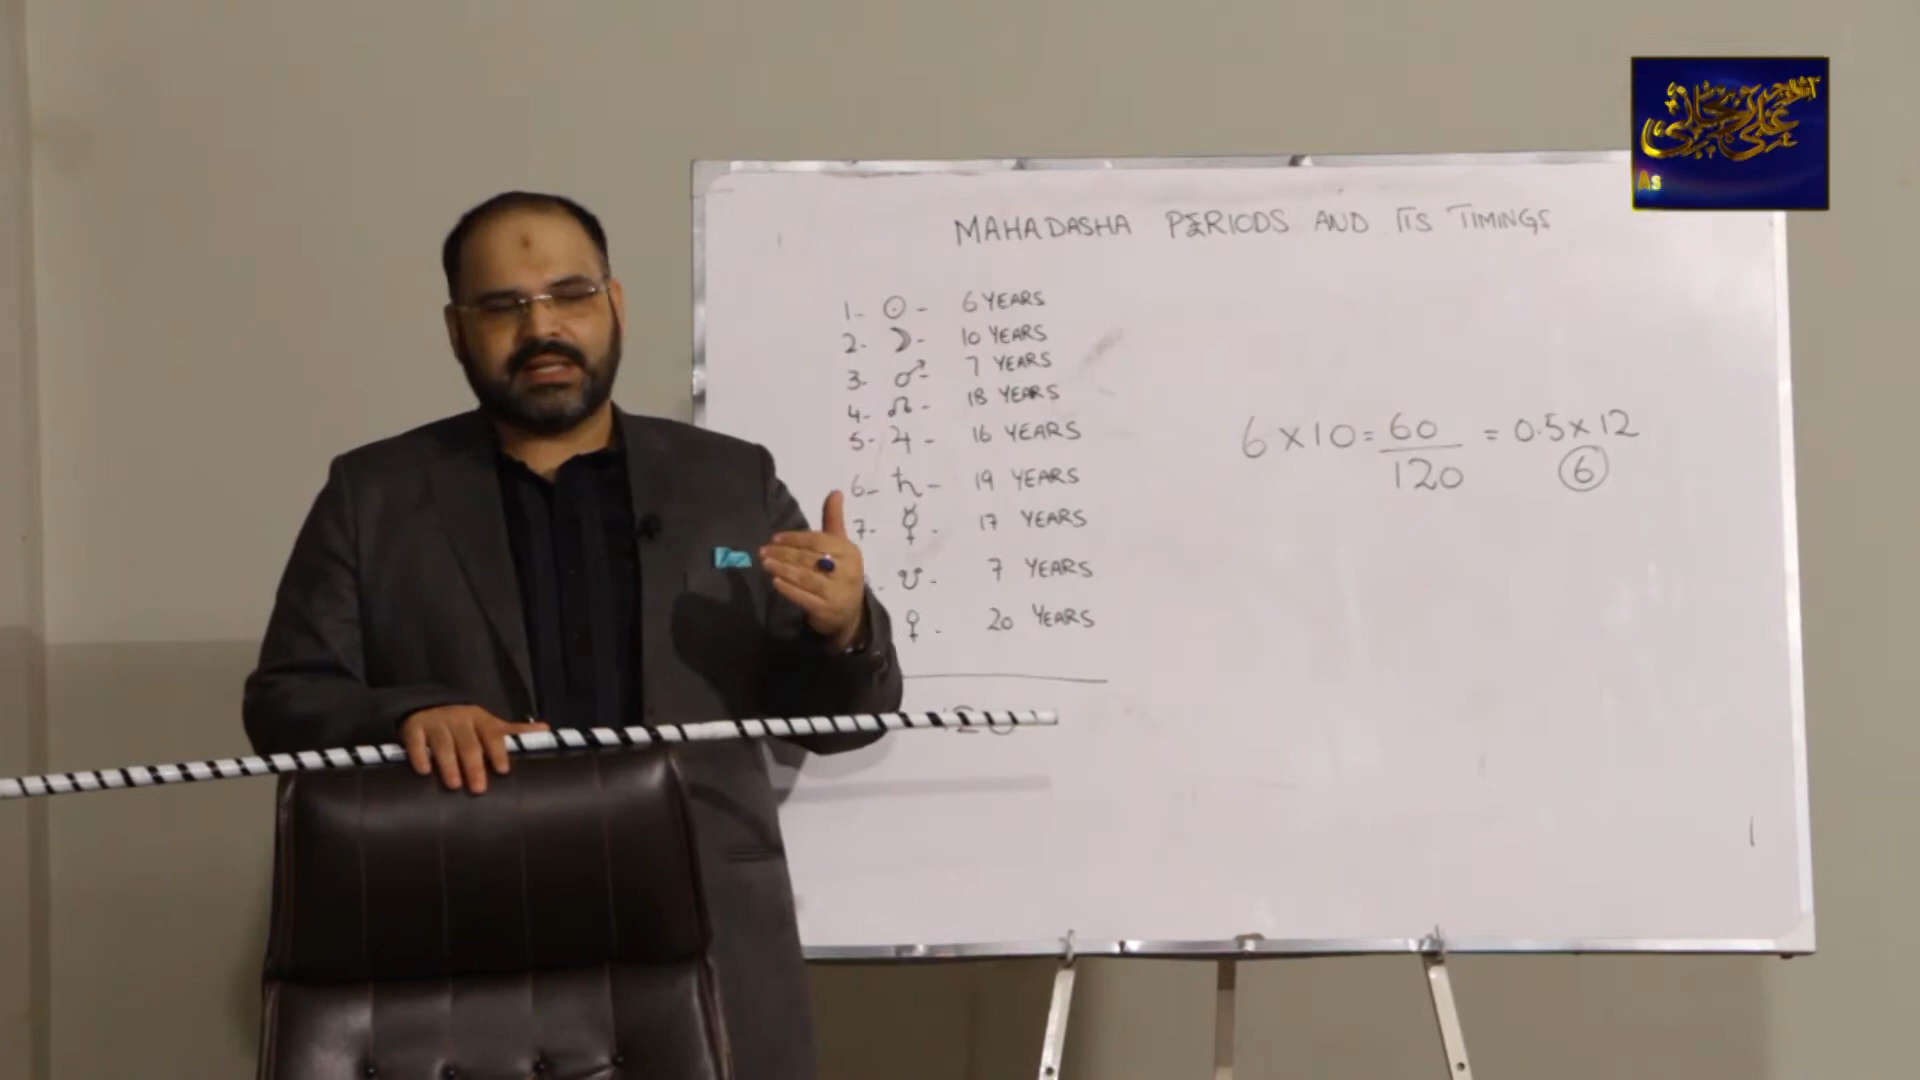 MAHADASHA PERIODS AND ITS TIMINGS
1- ☉ - 6 YEARS
2- ☽ - 10 YEARS
3- ♂ - 7 YEARS
4- ☊ - 18 YEARS
5- ♃ - 16 YEARS
6- ♄ - 19 YEARS
7- ☿ - 17 YEARS
☋ - 7 YEARS
♀ - 20 YEARS
120
6 X 10 = 60/120 = 0.5 X 12
6
As